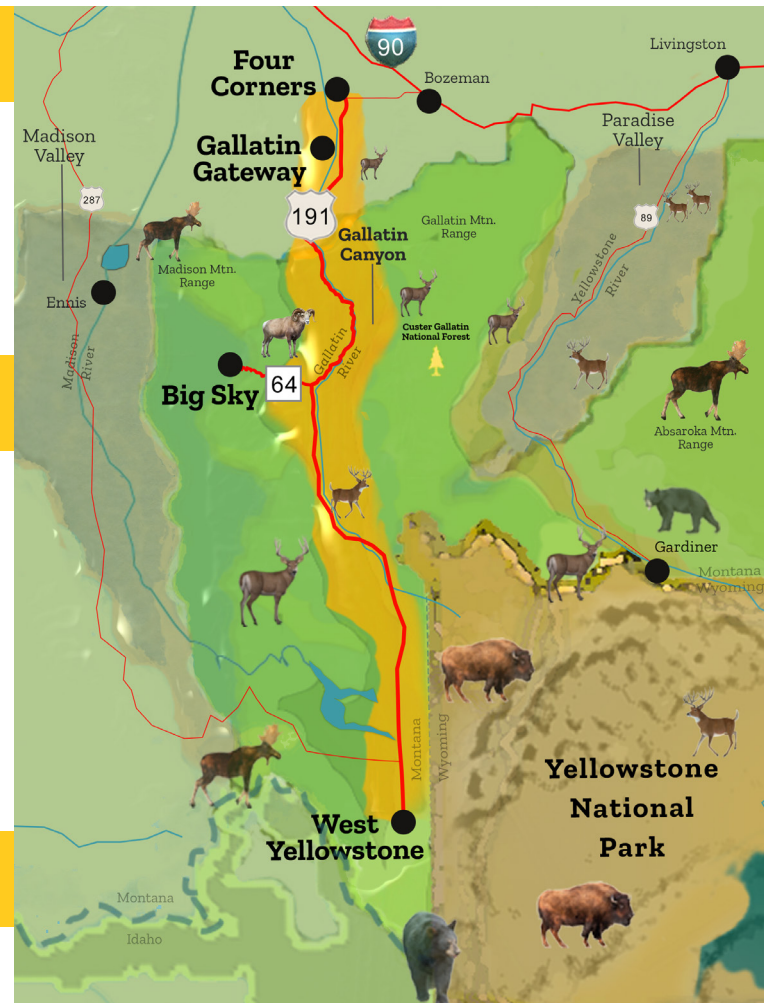 90
Livingston
Four
Corners
Bozeman
Madison
Valley
Gallatin
Gateway
Paradise
Valley
287
191
89
Gallatin Mtn.
Range
Gallatin
Canyon
Madison Mtn.
Range
Yellowstone
River
Ennis
Custer Gallatin
National Forest
Madison
River
Gallatin
River
Big Sky
64
Absaroka Mtn.
Range
Gardiner
Montana
Wyoming
Montana
Wyoming
Yellowstone
National
Park
West
Yellowstone
Montana
Idaho